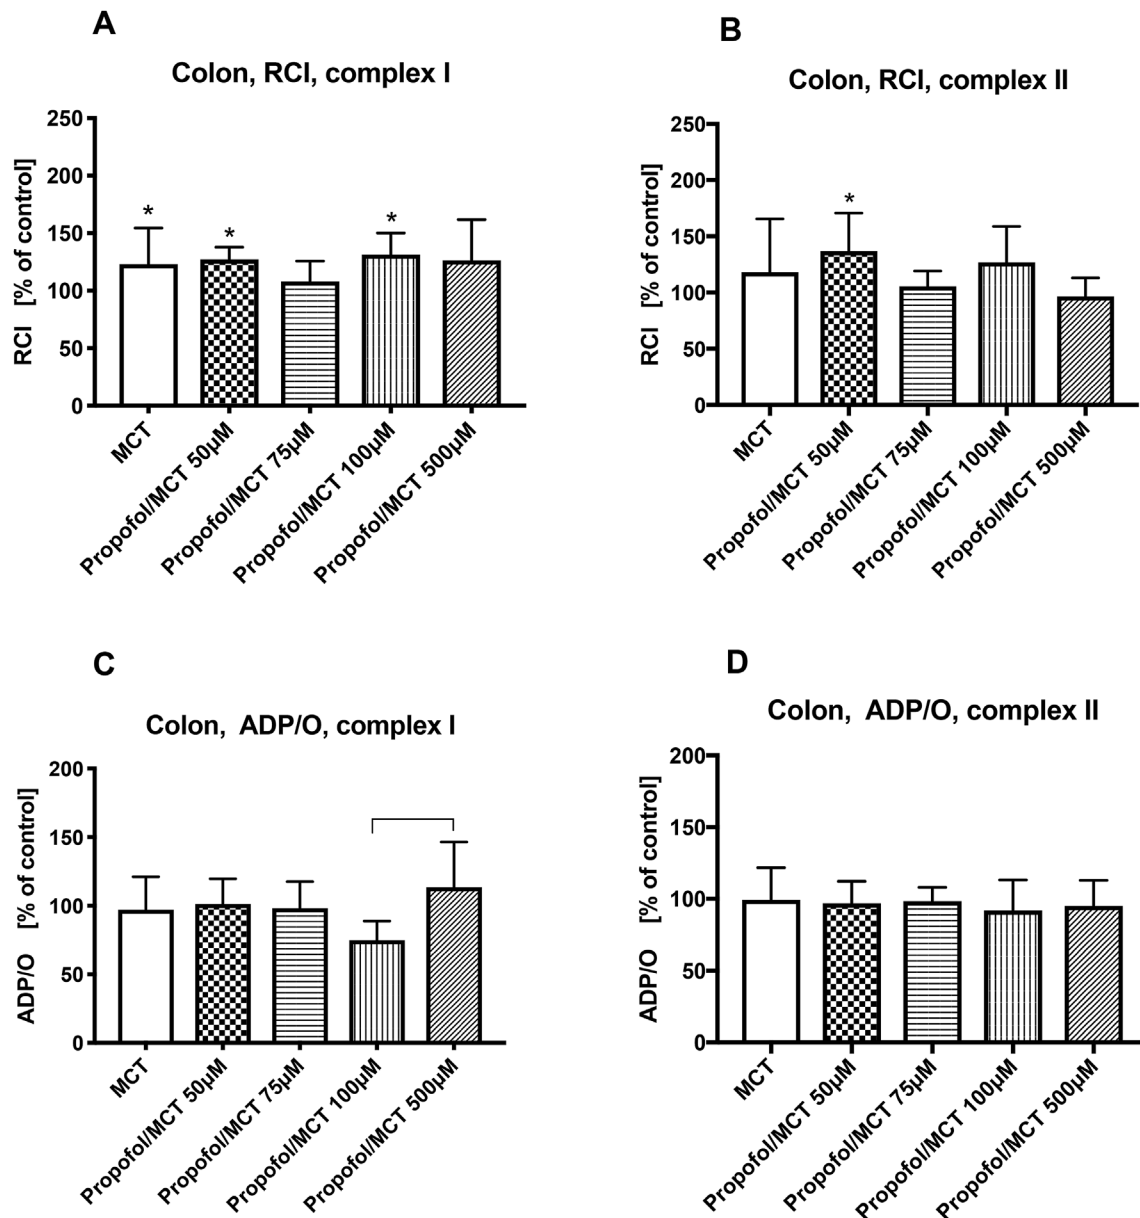 A
Colon, RCI, complex I
RCI [% of control]
250
200
150
100
50
0
*
*
*
MCT
Propofol/MCT 50µM
Propofol/MCT 75µM
Propofol/MCT 100µM
Propofol/MCT 500µM
B
Colon, RCI, complex II
RCI [% of control]
250
200
150
100
50
0
*
MCT
Propofol/MCT 50µM
Propofol/MCT 75µM
Propofol/MCT 100µM
Propofol/MCT 500µM
C
Colon, ADP/O, complex I
ADP/O [% of control]
200
150
100
50
0
MCT
Propofol/MCT 50µM
Propofol/MCT 75µM
Propofol/MCT 100µM
Propofol/MCT 500µM
D
Colon, ADP/O, complex II
ADP/O [% of control]
200
150
100
50
0
MCT
Propofol/MCT 50µM
Propofol/MCT 75µM
Propofol/MCT 100µM
Propofol/MCT 500µM